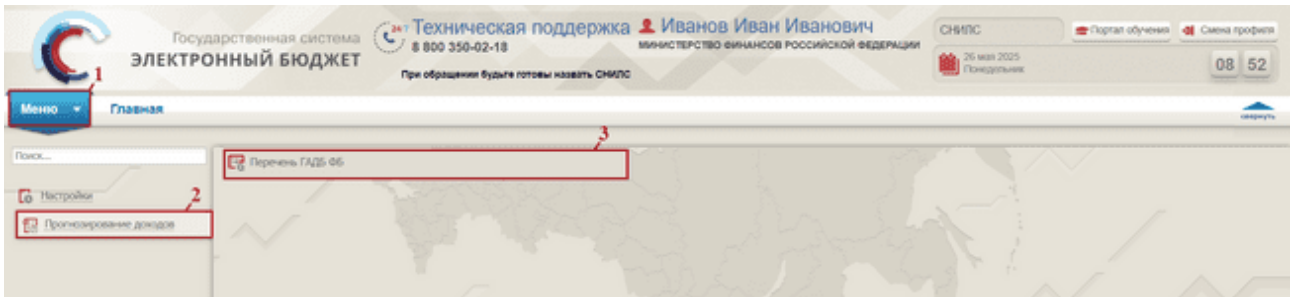 Государственная система
ЭЛЕКТРОННЫЙ БЮДЖЕТ
24/7 Техническая поддержка
8 800 350-02-18
При обращении будьте готовы назвать СНИЛС
Иванов Иван Иванович
МИНИСТЕРСТВО ФИНАНСОВ РОССИЙСКОЙ ФЕДЕРАЦИИ
СНИЛС
Портал обучения
Смена профиля
26 мая 2025
Понедельник
08 52
1
Меню
Главная
свернуть
Поиск...
3
Перечень ГАДБ ФБ
Настройки
2
Прогнозирование доходов